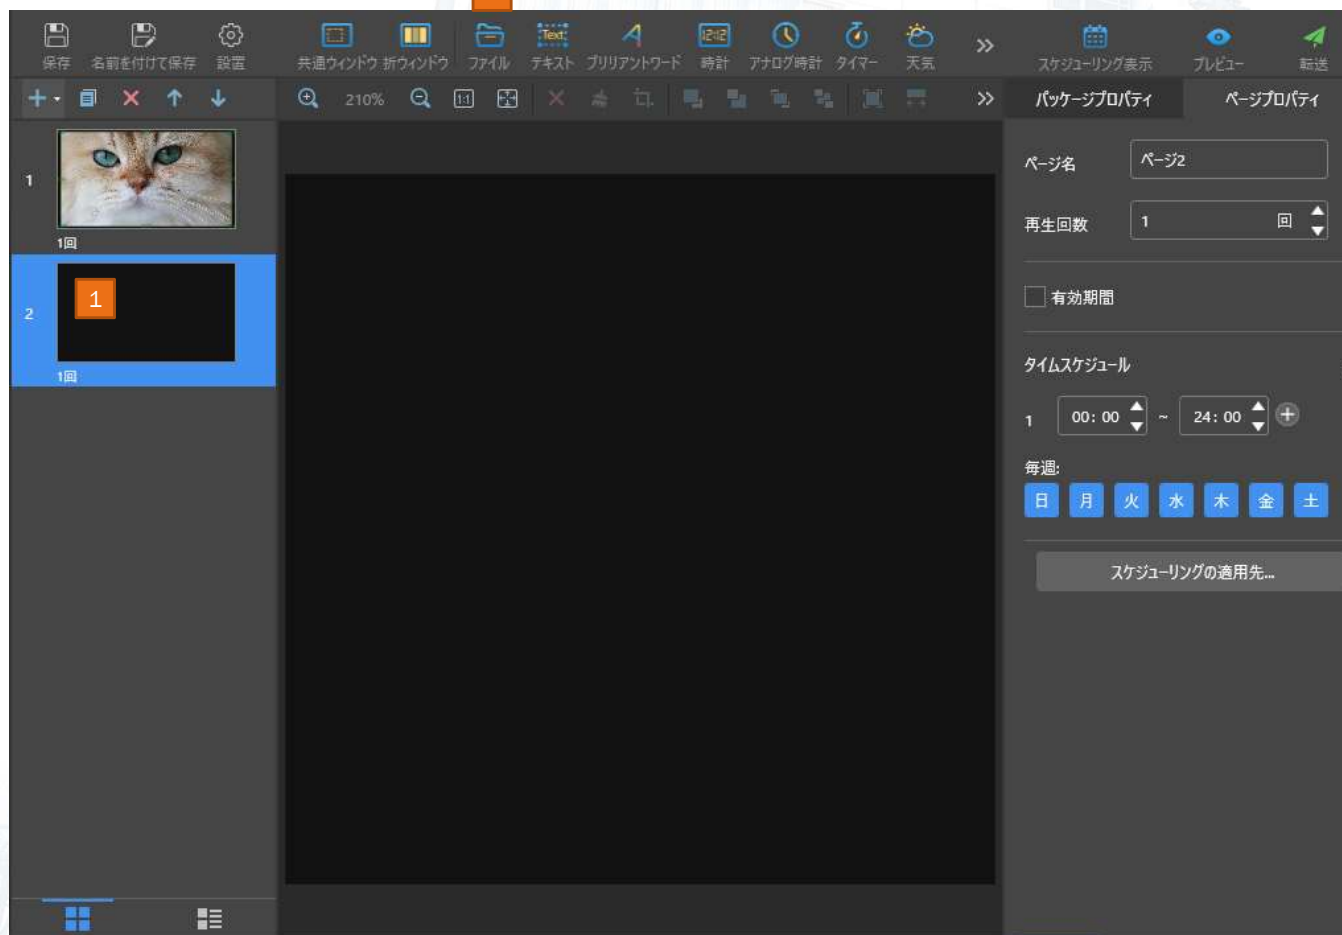 保存 名前を付けて保存 設置 共通ウィンドウ 折ウィンドウ ファイル テキスト ブリリアントワード 時計 アナログ時計 タイマー 天気 スケジューリング表示 プレビュー 転送
Text
12:12
210%
1:1
パッケージプロパティ ページプロパティ
1
1回
2
1
1回
ページ名 ページ2
再生回数 1 回
有効期間
タイムスケジュール
1 00: 00 ~ 24: 00
毎週:
日 月 火 水 木 金 土
スケジューリングの適用先...